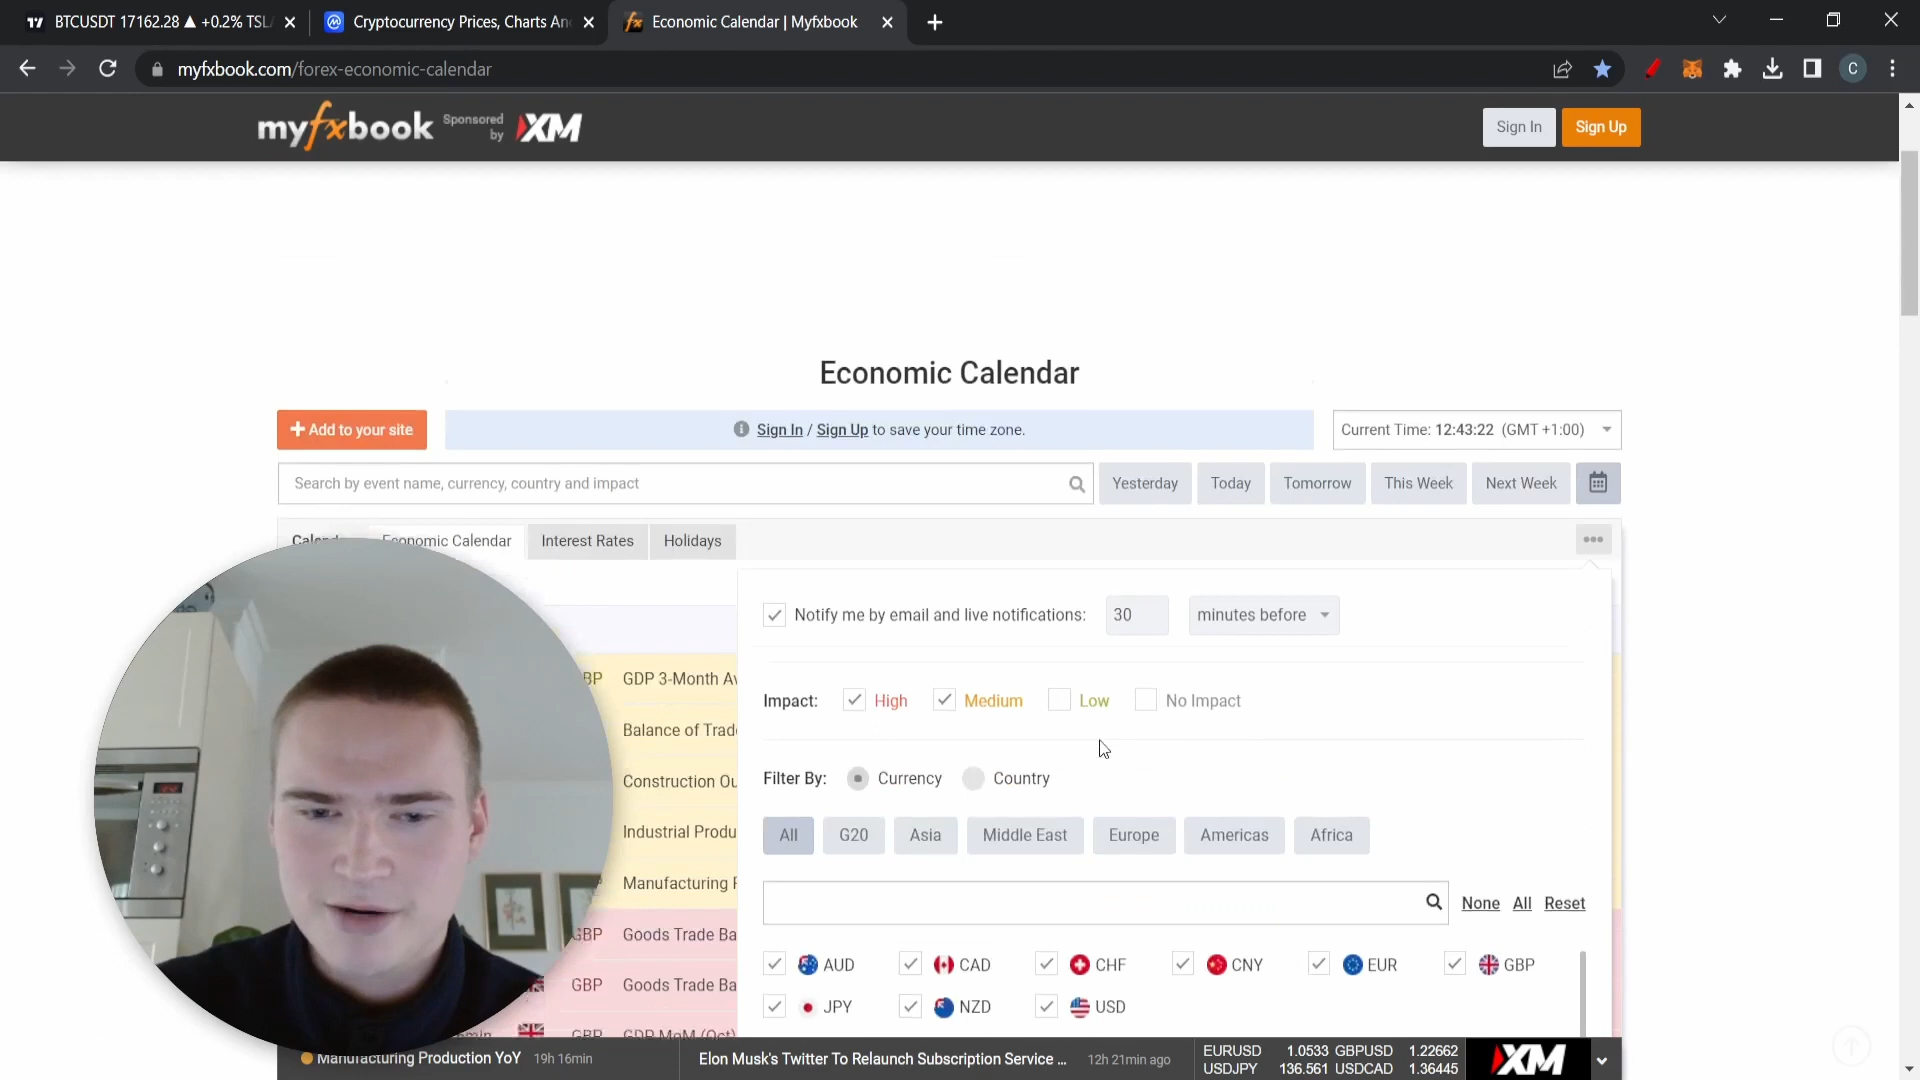 BTCUSDT 17162.28 ▲ +0.2% TSL
Cryptocurrency Prices, Charts An
Economic Calendar | Myfxbook
myfxbook.com/forex-economic-calendar
C
myfxbook
Sponsored by XM
Sign In
Sign Up
Economic Calendar
+ Add to your site
Sign In / Sign Up to save your time zone.
Current Time: 12:43:22 (GMT +1:00)
Search by event name, currency, country and impact
Yesterday
Today
Tomorrow
This Week
Next Week
Economic Calendar
Interest Rates
Holidays
Notify me by email and live notifications:
30
minutes before
Impact:
High
Medium
Low
No Impact
Filter By:
Currency
Country
All
G20
Asia
Middle East
Europe
Americas
Africa
None
All
Reset
AUD
CAD
CHF
CNY
EUR
GBP
JPY
NZD
USD
GDP 3-Month Av
Balance of Trad
Construction Ou
Industrial Produ
Manufacturing P
GBP Goods Trade Ba
GBP Goods Trade Ba
GBP GDP MoM (Oct)
Manufacturing Production YoY 19h 16min
Elon Musk's Twitter To Relaunch Subscription Service ... 12h 21min ago
EURUSD 1.0533 GBPUSD 1.22662
USDJPY 136.561 USDCAD 1.36445
XM